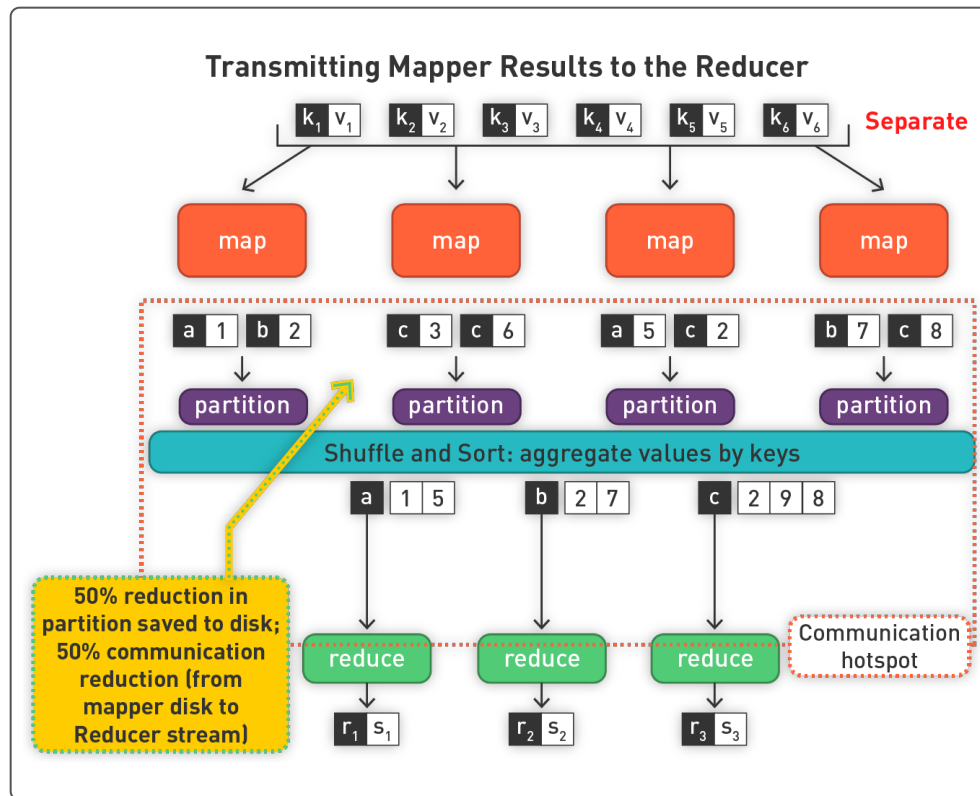 Transmitting Mapper Results to the Reducer
k1 v1 k2 v2 k3 v3 k4 v4 k5 v5 k6 v6
Separate
map map map map
a 1 b 2 c 3 c 6 a 5 c 2 b 7 c 8
partition partition partition partition
Shuffle and Sort: aggregate values by keys
a 1 5 b 2 7 c 2 9 8
50% reduction in
partition saved to disk;
50% communication
reduction (from
mapper disk to
Reducer stream)
reduce reduce reduce
Communication
hotspot
r1 s1 r2 s2 r3 s3